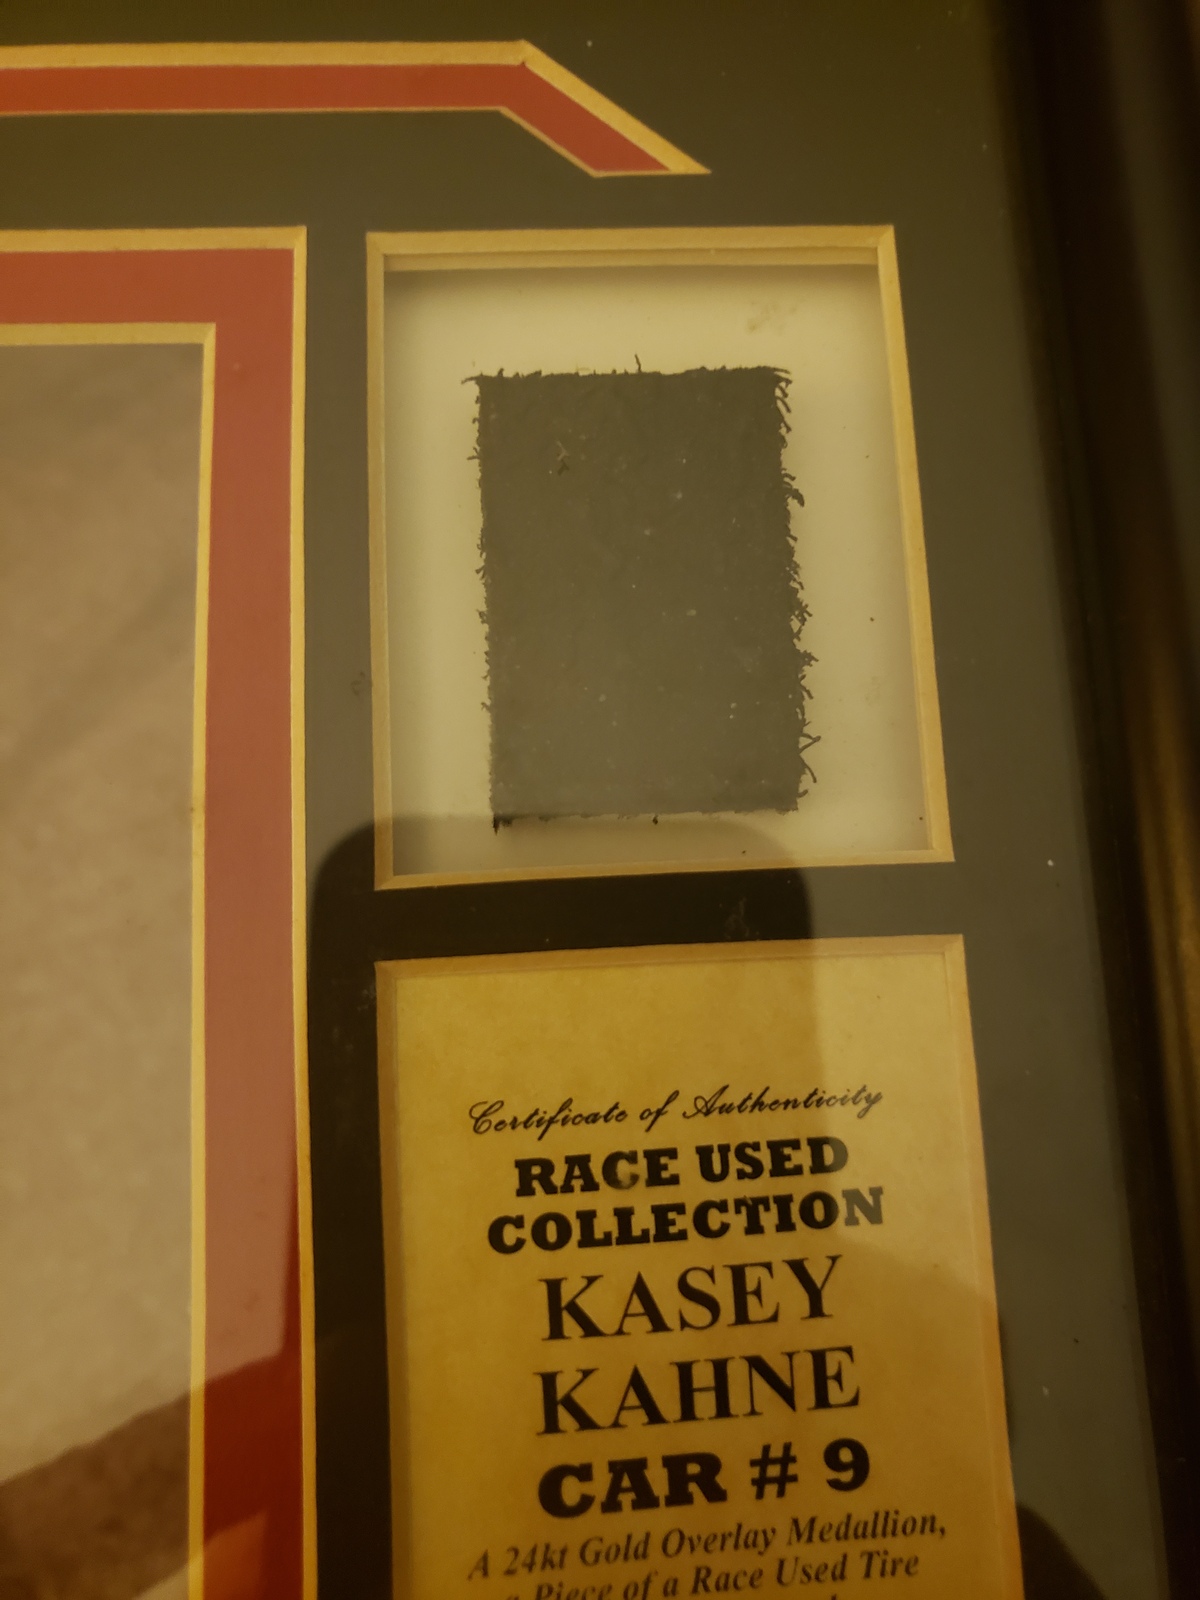 Certificate of Authenticity
RACE USED
COLLECTION
KASEY
KAHNE
CAR # 9
A 24kt Gold Overlay Medallion,
a Piece of a Race Used Tire